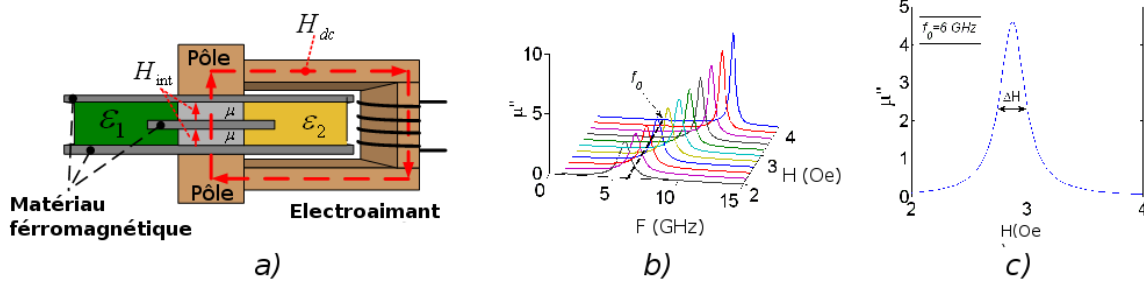 H_dc
Pôle
H_int
ε₁
μ
μ
ε₂
Pôle
Matériau
férromagnétique
Electroaimant
a)
μ''
10
5
0
f₀
0
5
10
15
F (GHz)
2
3
4
H (Oe)
b)
μ''
5
4
3
2
1
0
f₀=6 GHz
ΔH
2
3
4
H(Oe
)
c)